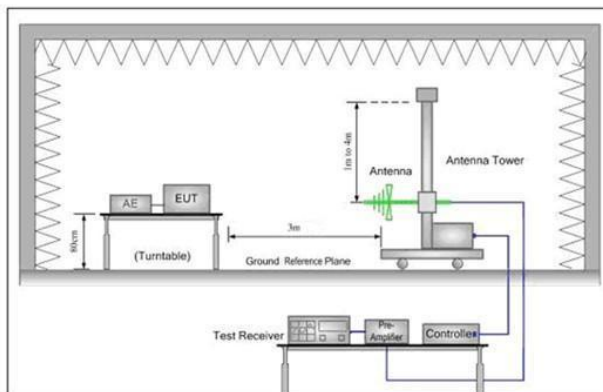 1m to 4m
Antenna
Antenna Tower
AE
EUT
80cm
(Turntable)
3m
Ground Reference Plane
Test Receiver
Pre-
Amplifier
Controller